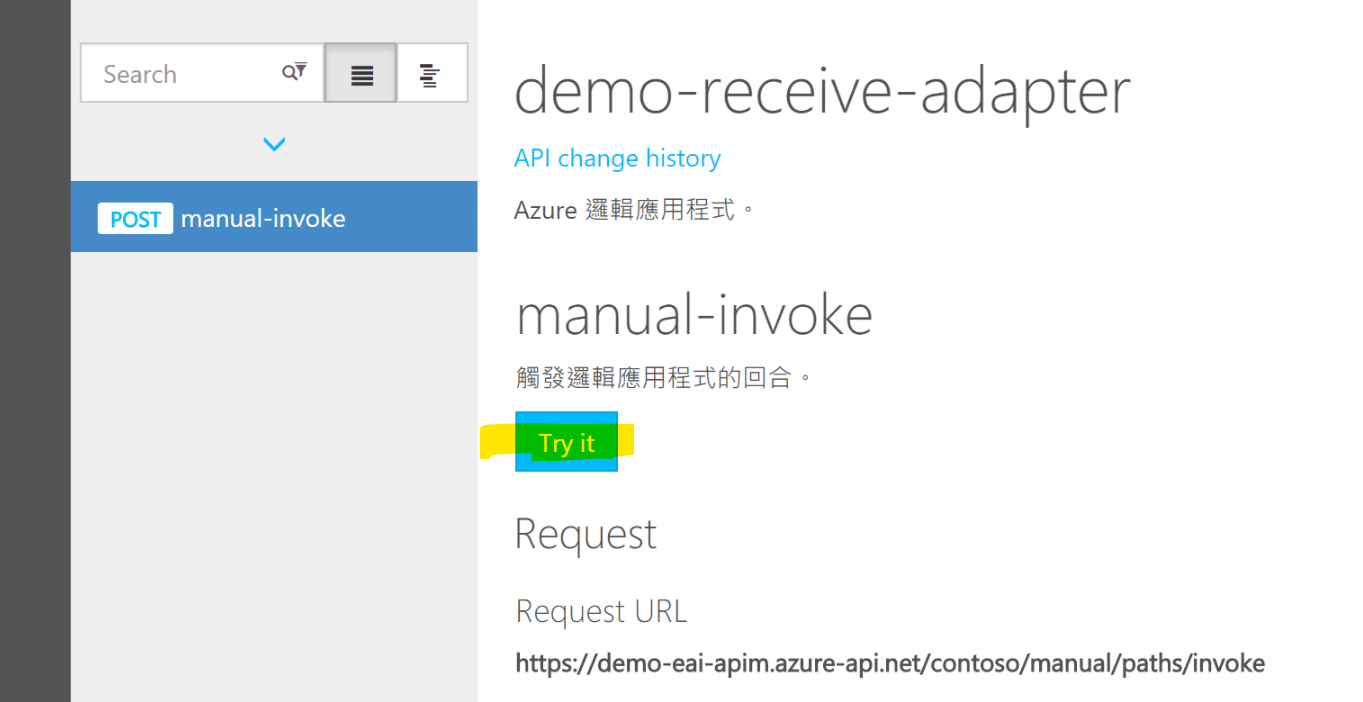 Search
POST manual-invoke
demo-receive-adapter
API change history
Azure 邏輯應用程式。
manual-invoke
觸發邏輯應用程式的回合。
Try it
Request
Request URL
https://demo-eai-apim.azure-api.net/contoso/manual/paths/invoke